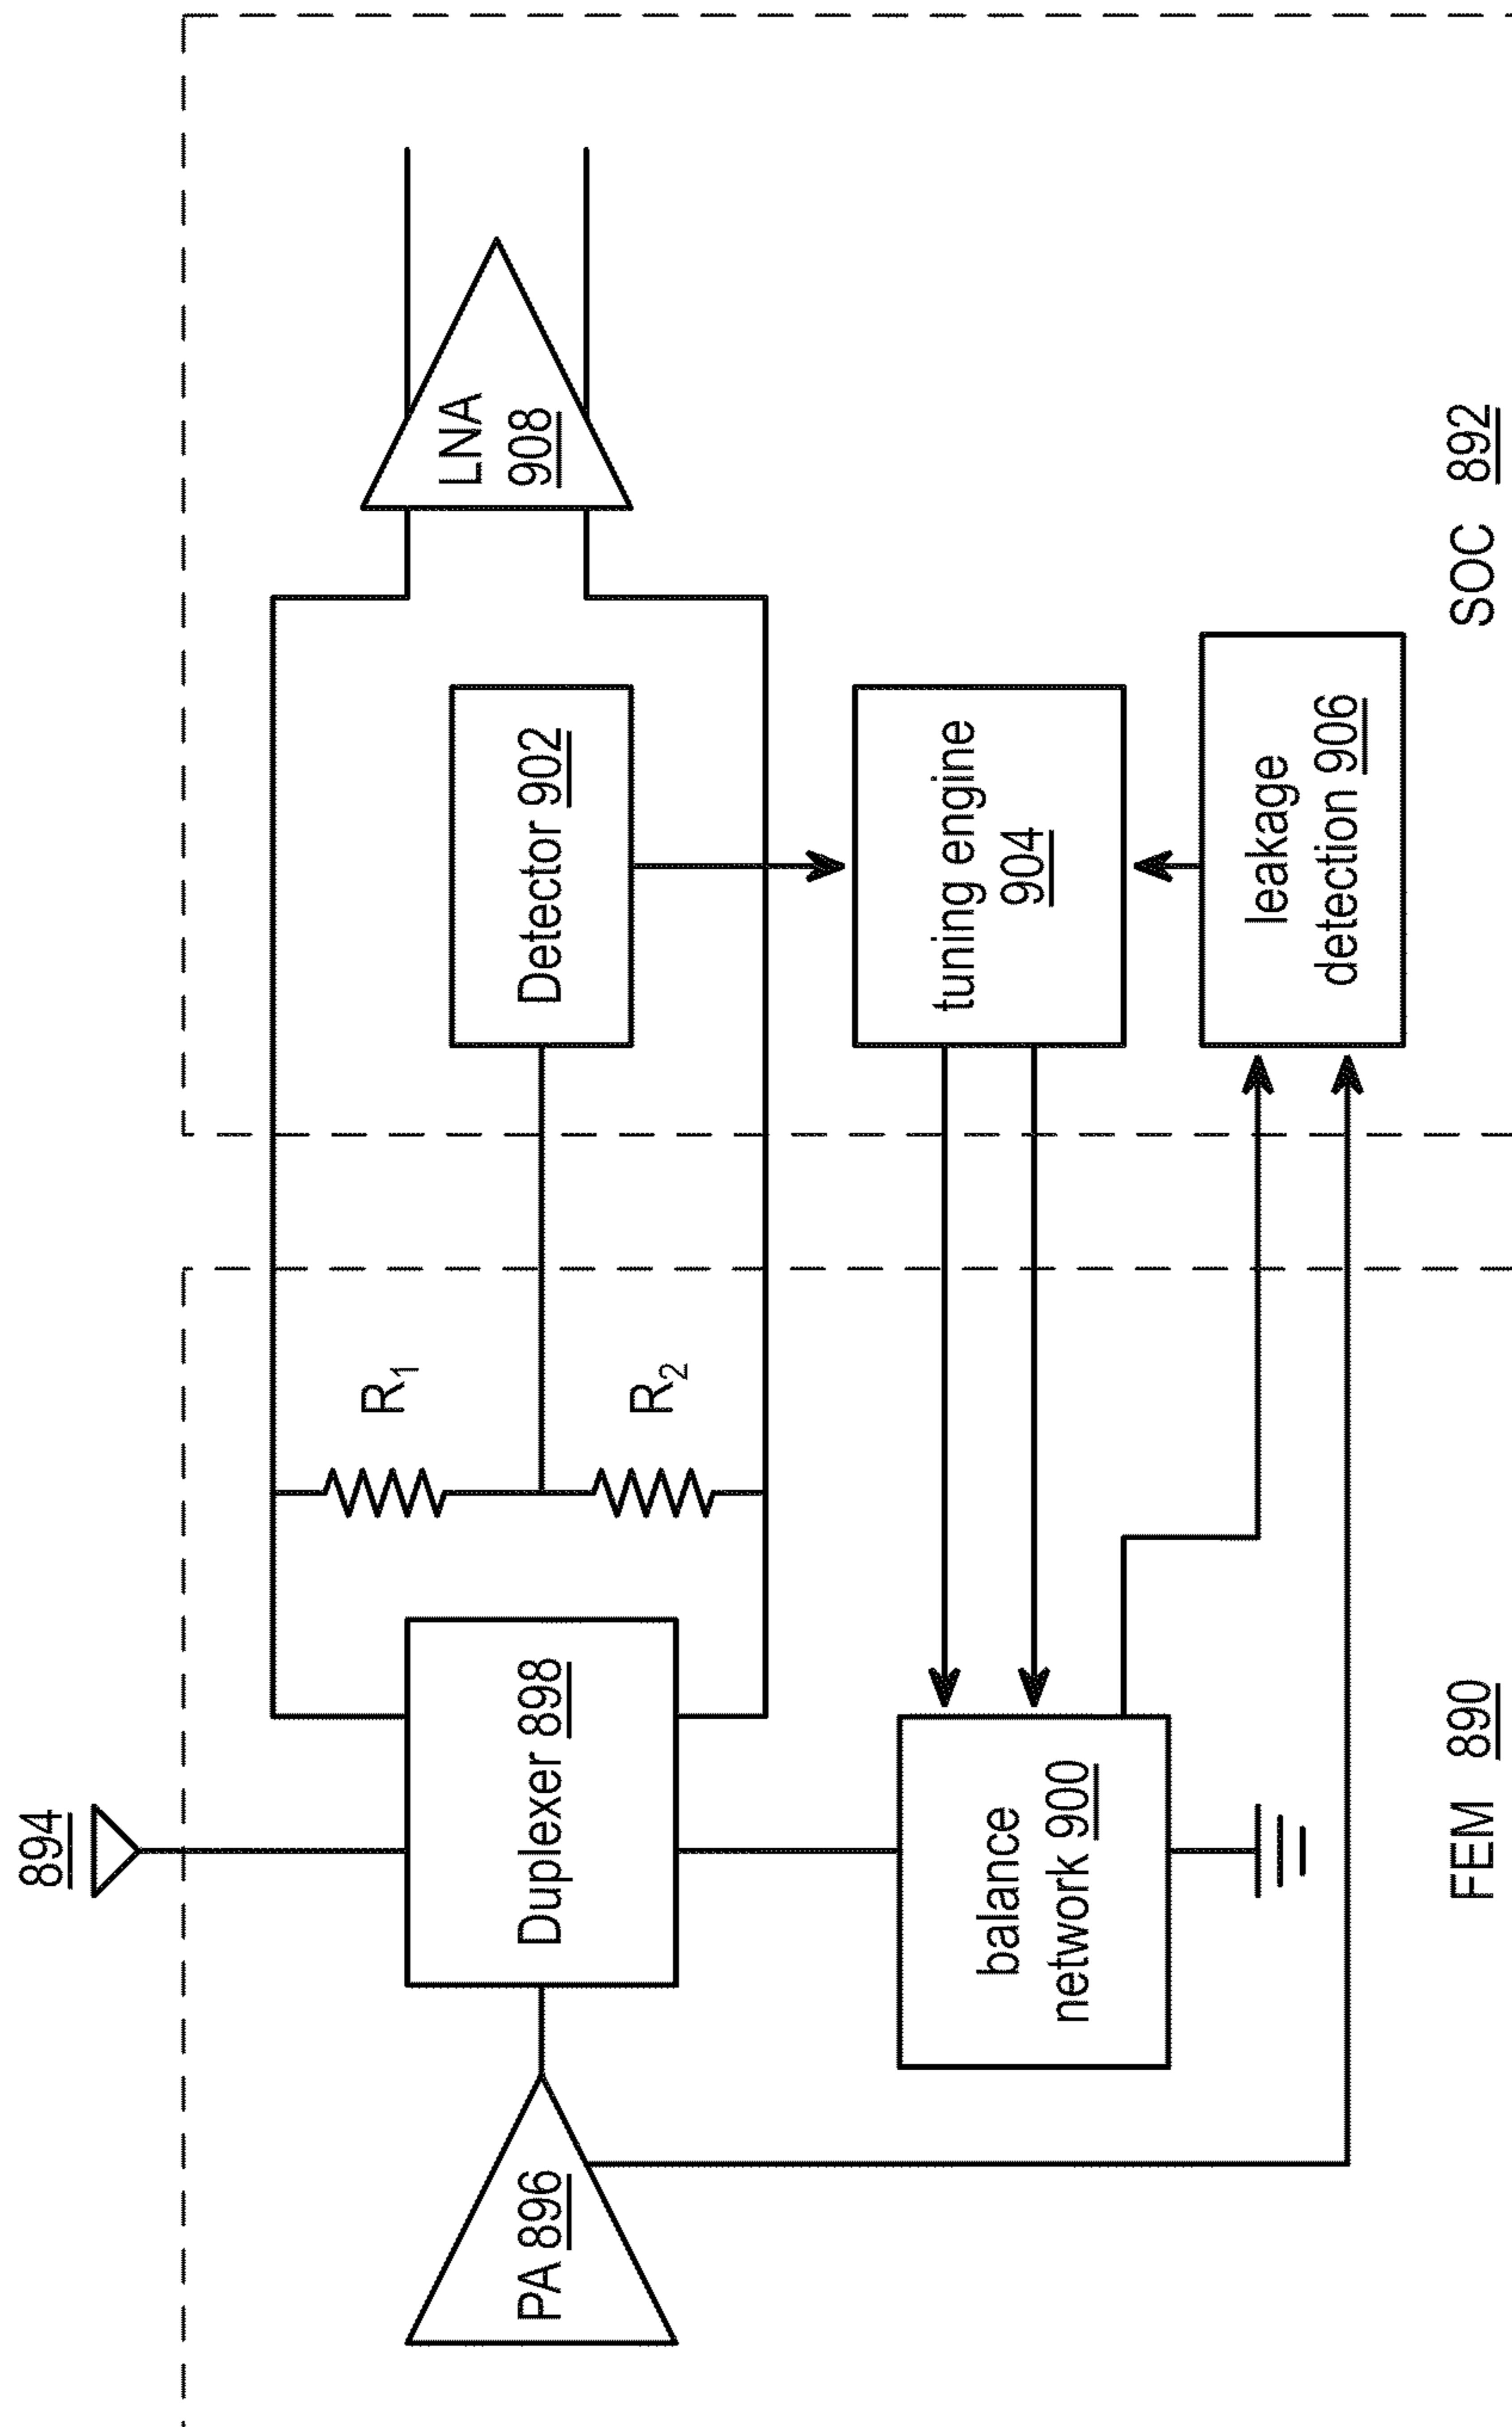 894
PA 896
Duplexer 898
R1
R2
Detector 902
LNA
908
balance
network 900
tuning engine
904
leakage
detection 906
FEM 890
SOC 892